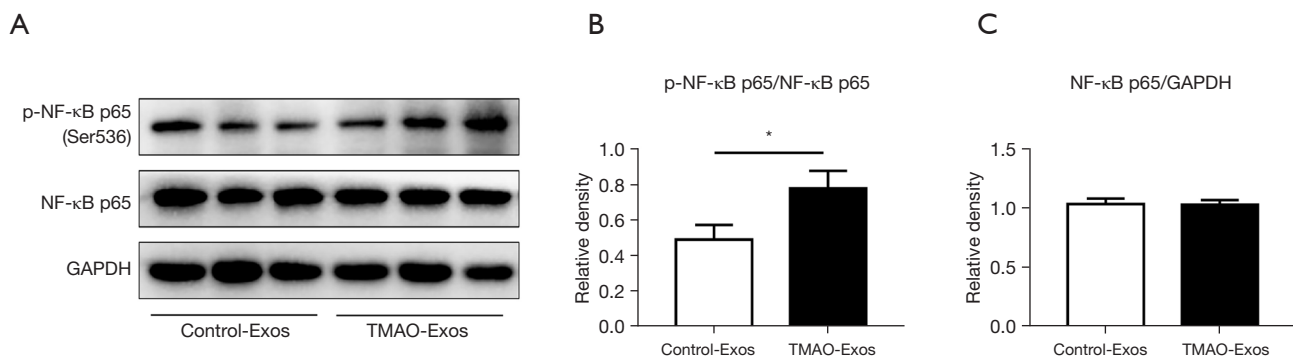 A
p-NF-κB p65
(Ser536)
NF-κB p65
GAPDH
Control-Exos
TMAO-Exos
B
p-NF-κB p65/NF-κB p65
*
Relative density
1.0
0.8
0.6
0.4
0.2
0.0
Control-Exos
TMAO-Exos
C
NF-κB p65/GAPDH
Relative density
1.5
1.0
0.5
0.0
Control-Exos
TMAO-Exos